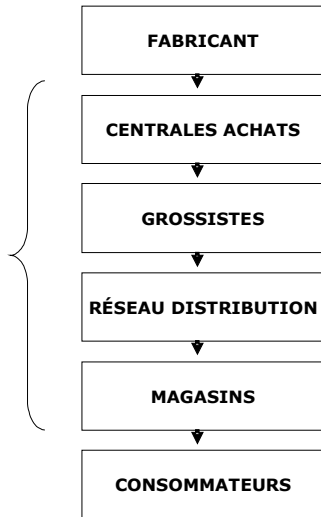 FABRICANT
CENTRALES ACHATS
GROSSISTES
RÉSEAU DISTRIBUTION
MAGASINS
CONSOMMATEURS